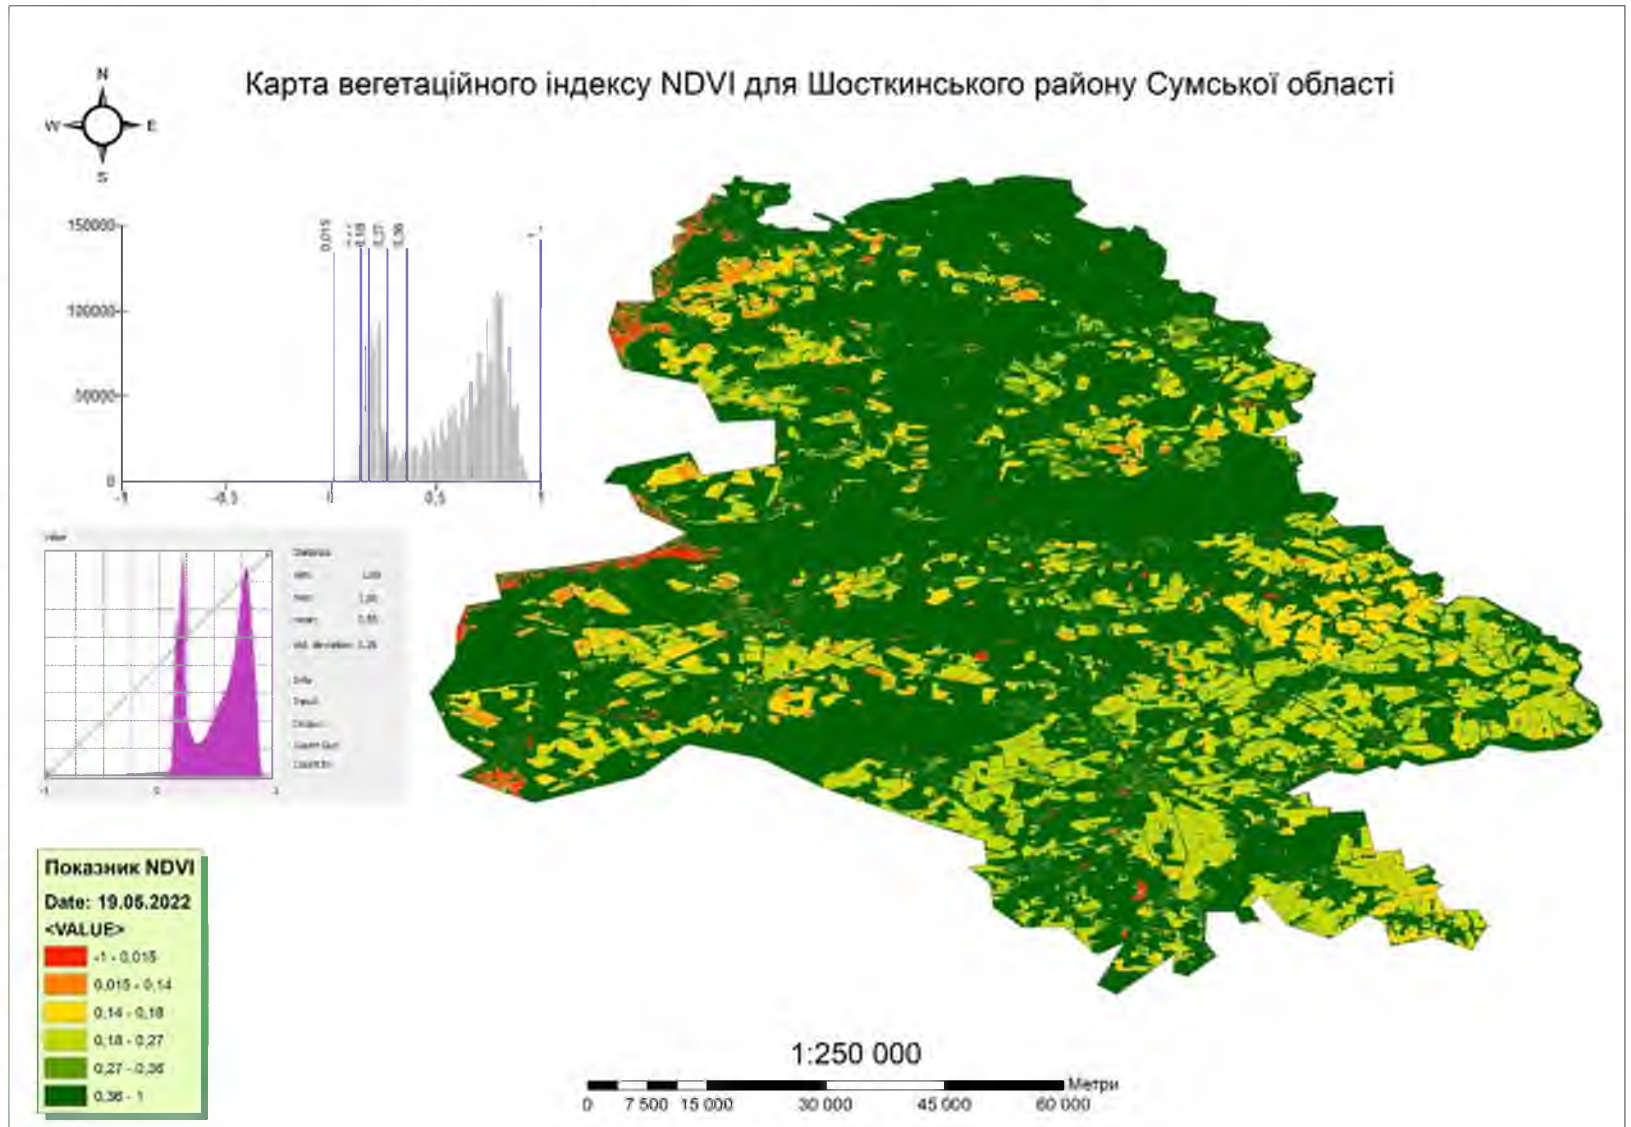 Карта вегетаційного індексу NDVI для Шосткинського району Сумської області
N
W E
S
150000
100000
50000
0
-1 -0,5 0 0,5 1
0,015
0,18
0,27
0,36
Показник NDVI
Date: 19.05.2022
<VALUE>
-1 - 0,015
0,015 - 0,14
0,14 - 0,18
0,18 - 0,27
0,27 - 0,36
0,36 - 1
1:250 000
Метри
0 7 500 15 000 30 000 45 000 60 000